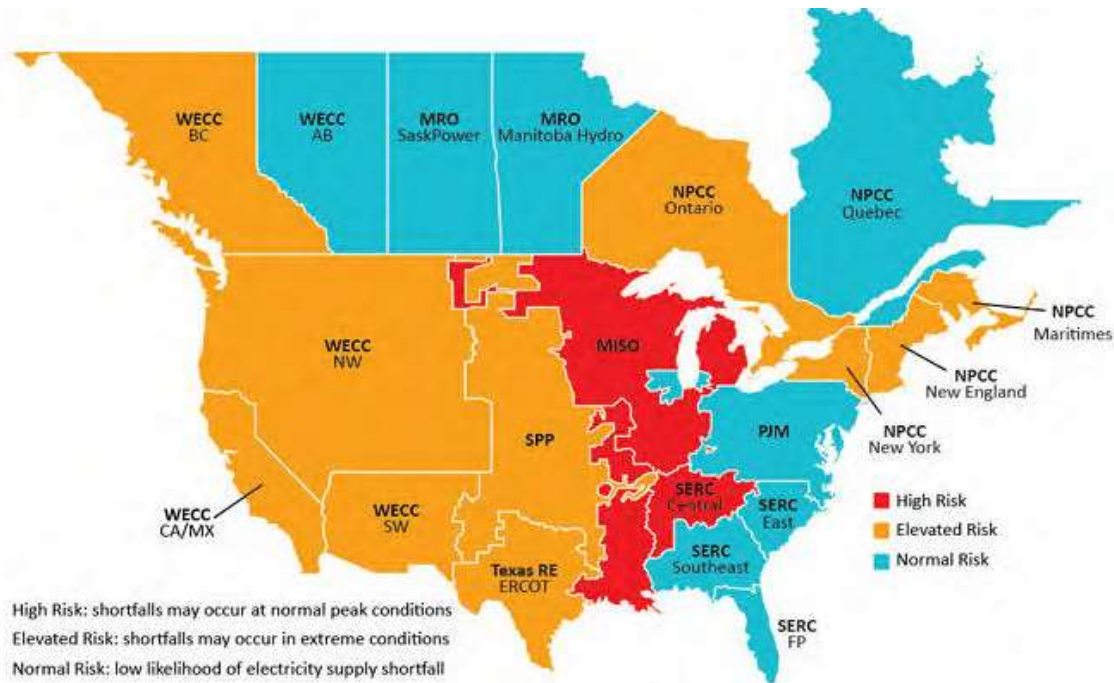 WECC
BC
WECC
AB
MRO
SaskPower
MRO
Manitoba Hydro
NPCC
Ontario
NPCC
Quebec
NPCC
Maritimes
NPCC
New England
NPCC
New York
WECC
NW
MISO
SPP
PJM
WECC
CA/MX
WECC
SW
SERC
Central
SERC
East
SERC
Southeast
Texas RE
ERCOT
SERC
FP
High Risk
Elevated Risk
Normal Risk
High Risk: shortfalls may occur at normal peak conditions
Elevated Risk: shortfalls may occur in extreme conditions
Normal Risk: low likelihood of electricity supply shortfall